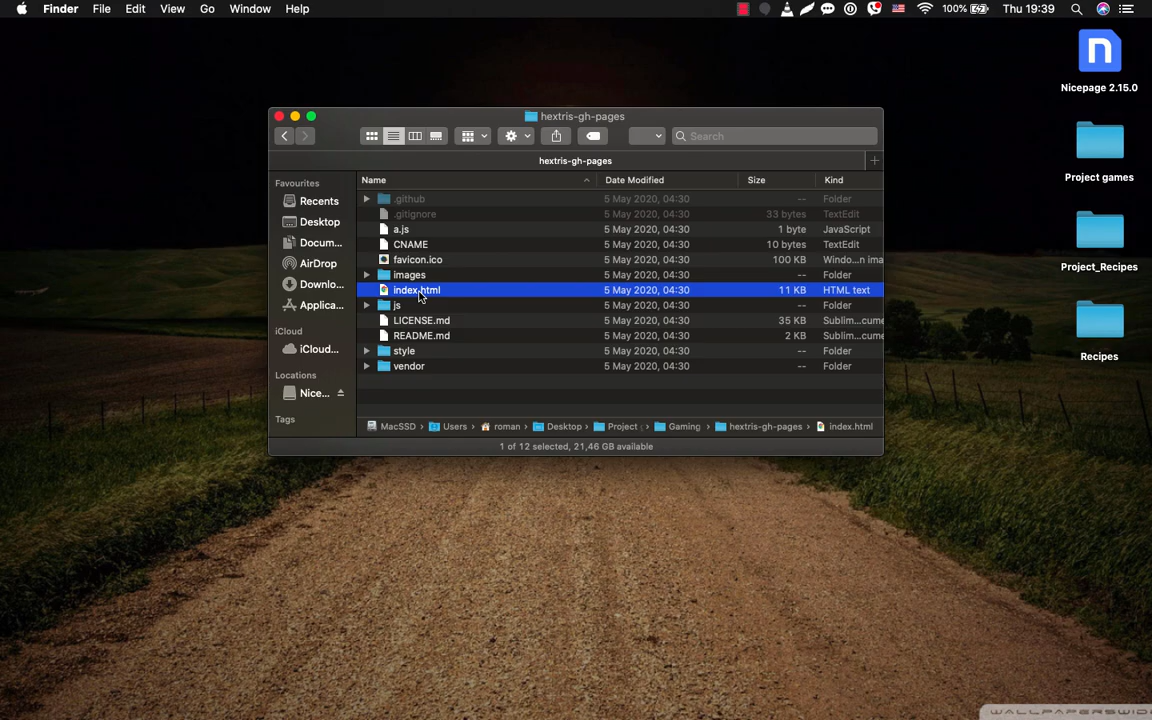 Finder File Edit View Go Window Help 100% Thu 19:39
Nicepage 2.15.0
Project games
Project_Recipes
Recipes
hextris-gh-pages
Search
hextris-gh-pages
Favourites
Recents
Desktop
Docum...
AirDrop
Downlo...
Applica...
iCloud
iCloud...
Locations
Nice...
Tags
Name Date Modified Size Kind
.github 5 May 2020, 04:30 -- Folder
.gitignore 5 May 2020, 04:30 33 bytes TextEdit
a.js 5 May 2020, 04:30 1 byte JavaScript
CNAME 5 May 2020, 04:30 10 bytes TextEdit
favicon.ico 5 May 2020, 04:30 100 KB Windo...n ima
images 5 May 2020, 04:30 -- Folder
index.html 5 May 2020, 04:30 11 KB HTML text
js 5 May 2020, 04:30 -- Folder
LICENSE.md 5 May 2020, 04:30 35 KB Sublim...cume
README.md 5 May 2020, 04:30 2 KB Sublim...cume
style 5 May 2020, 04:30 -- Folder
vendor 5 May 2020, 04:30 -- Folder
MacSSD › Users › roman › Desktop › Project › Gaming › hextris-gh-pages › index.html
1 of 12 selected, 21,46 GB available
WALLPAPERSWIDE